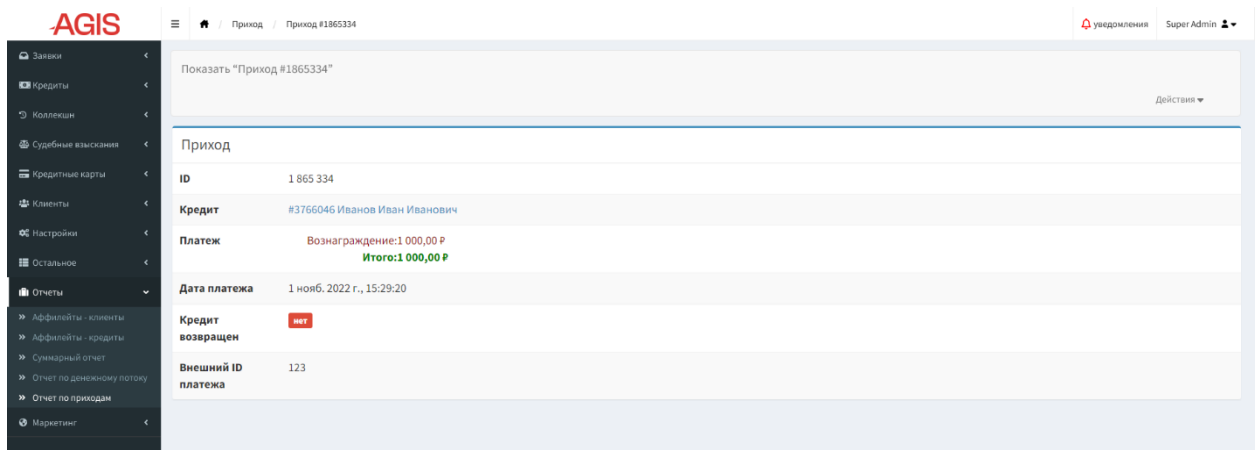 AGIS
Приход / Приход #1865334
уведомления Super Admin
Заявки
Кредиты
Коллекшн
Судебные взыскания
Кредитные карты
Клиенты
Настройки
Остальное
Отчеты
Аффилейты - клиенты
Аффилейты - кредиты
Суммарный отчет
Отчет по денежному потоку
Отчет по приходам
Маркетинг
Показать “Приход #1865334”
Действия
Приход
ID 1 865 334
Кредит #3766046 Иванов Иван Иванович
Платеж Вознаграждение:1 000,00 ₽
Итого:1 000,00 ₽
Дата платежа 1 нояб. 2022 г., 15:29:20
Кредит нет
возвращен
Внешний ID 123
платежа